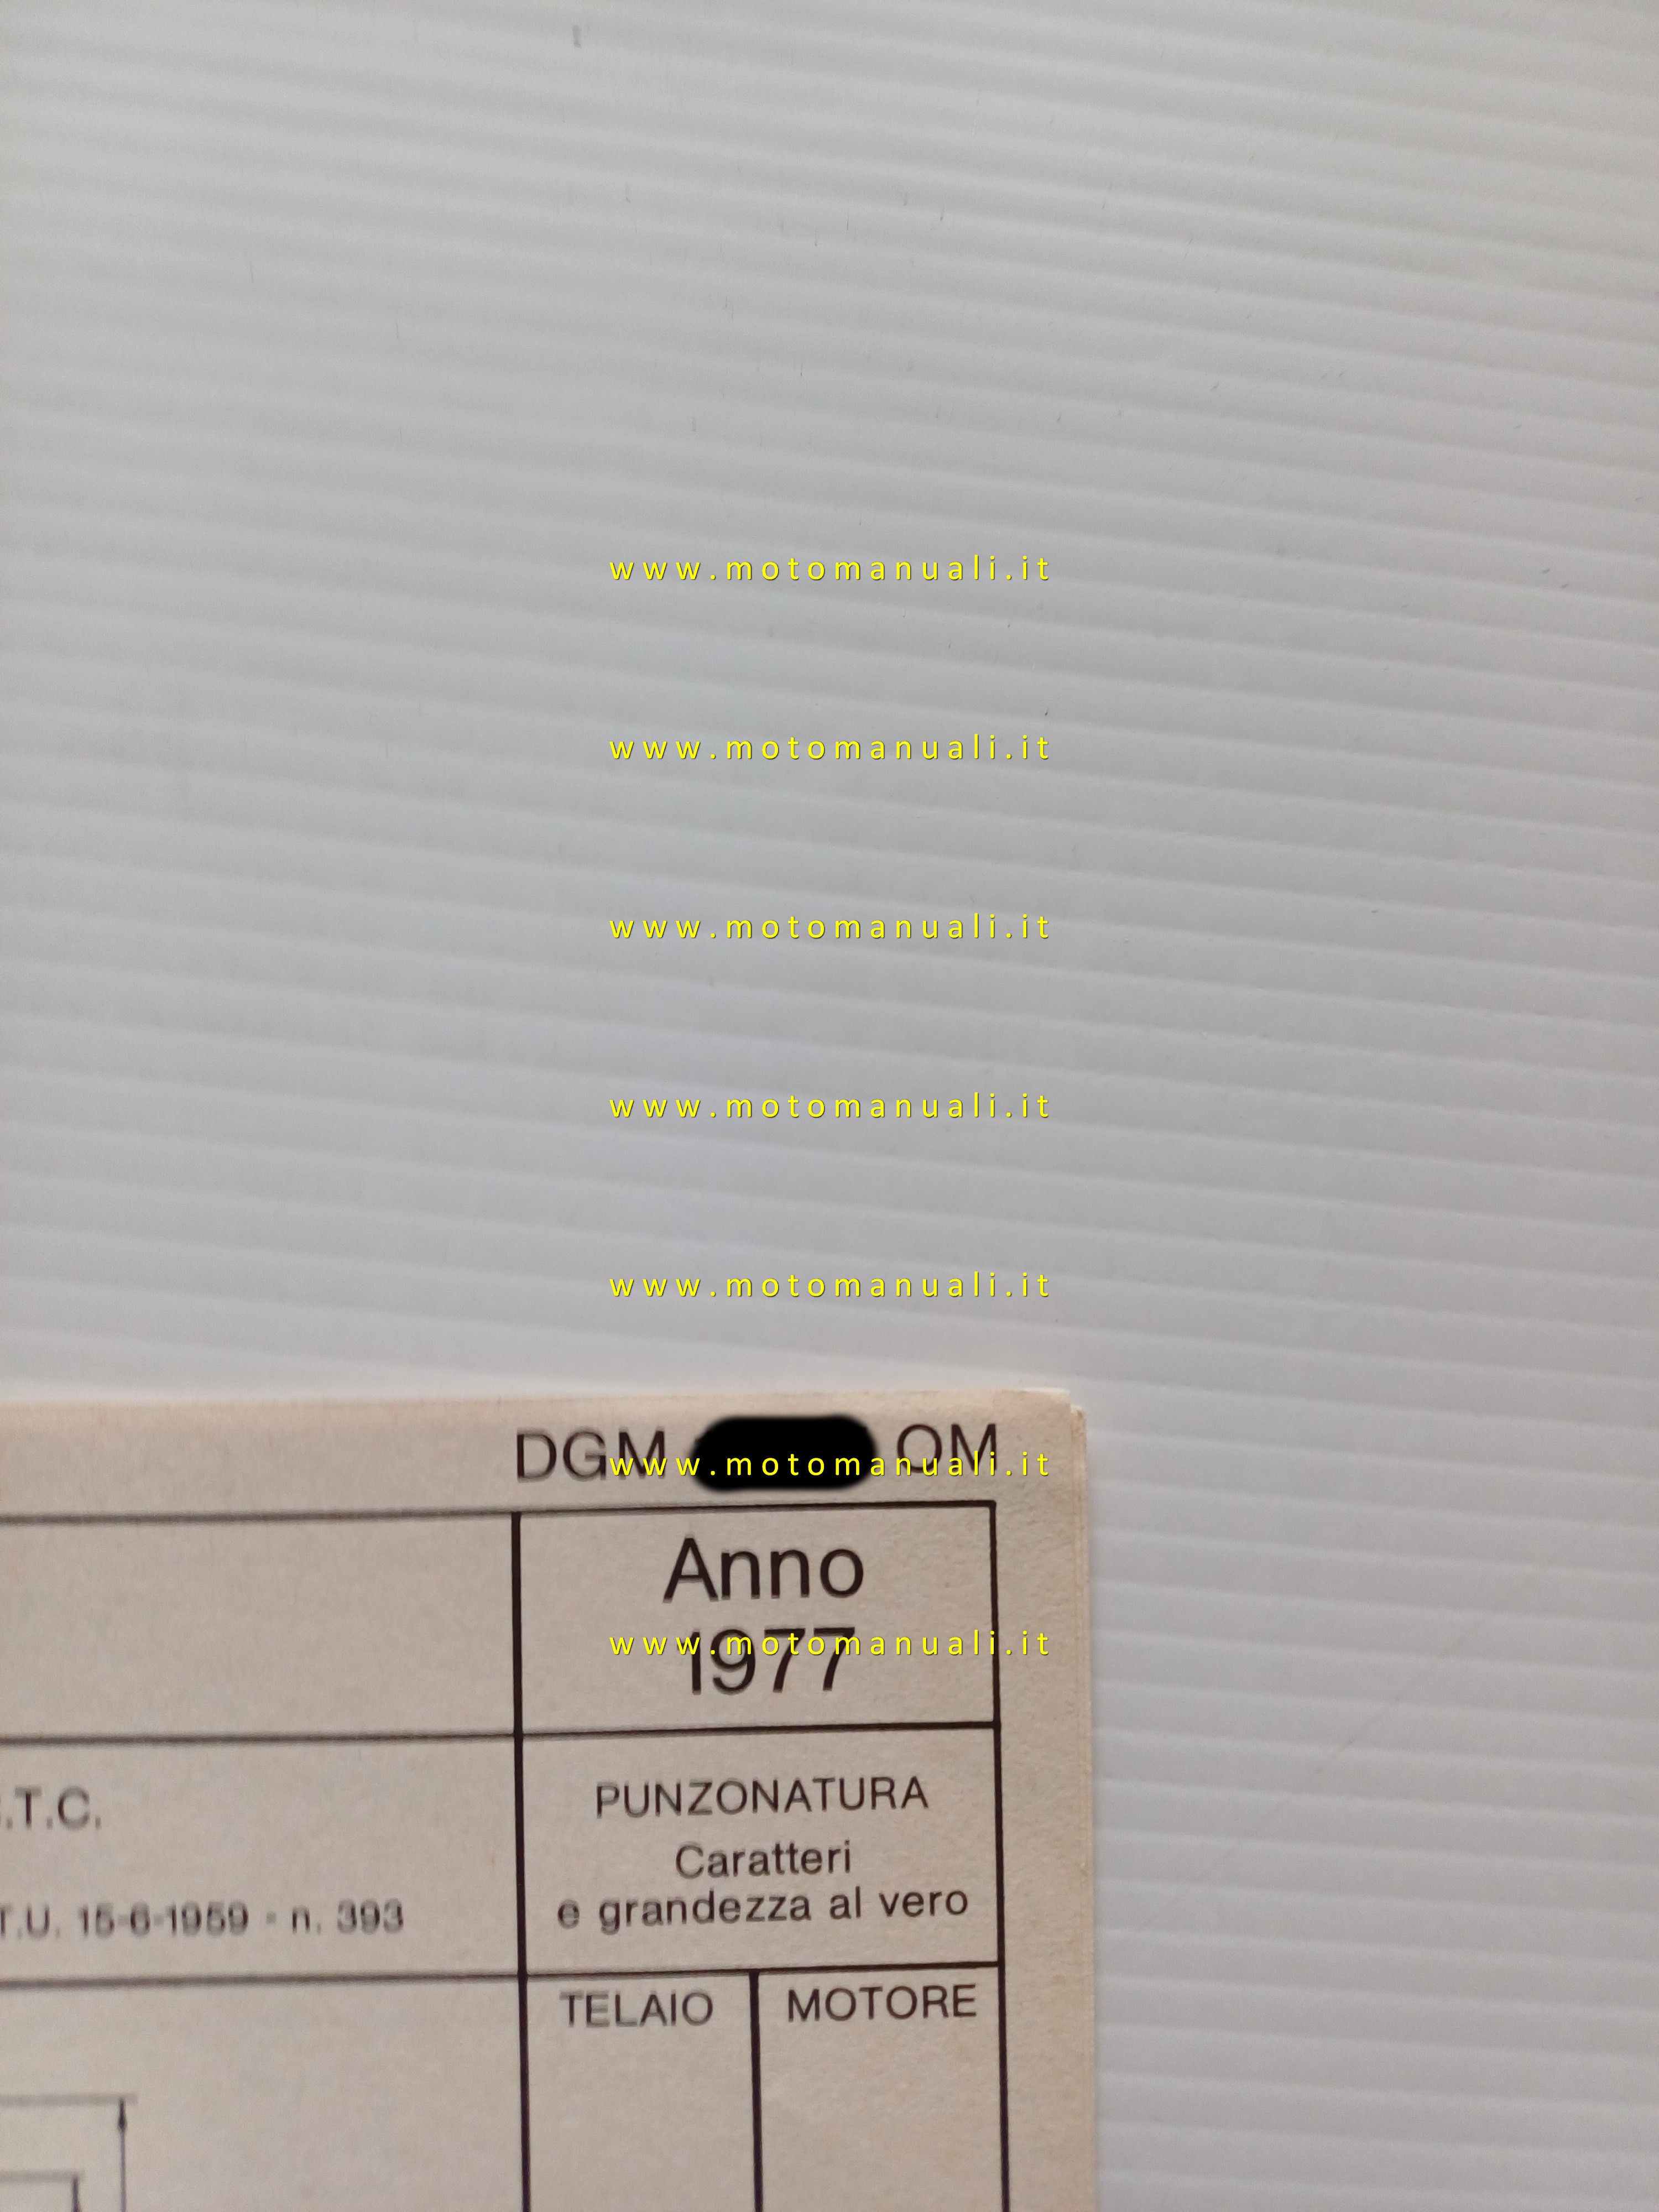 www.motomanuali.it
www.motomanuali.it
www.motomanuali.it
www.motomanuali.it
www.motomanuali.it
DGM OM
www.motomanuali.it
Anno
1977
www.motomanuali.it
.T.C.
PUNZONATURA
Caratteri
e grandezza al vero
T.U. 15-6-1959 - n. 393
TELAIO MOTORE